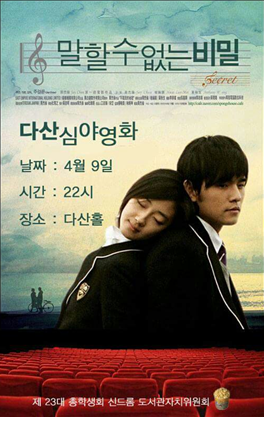 말할 수 없는 비밀
Secret
다산심야영화
날짜 : 4월 9일
시간 : 22시
장소 : 다산홀
제 23대 총학생회 신드롬 도서관자치위원회